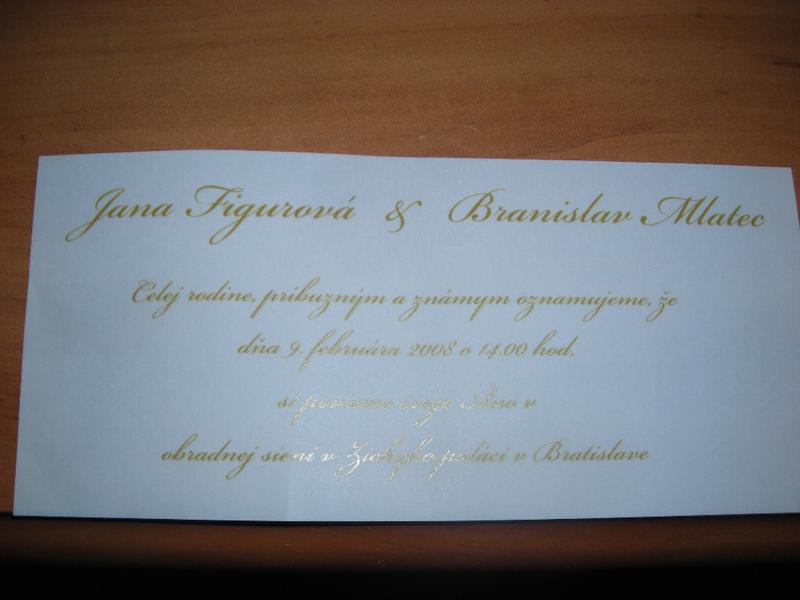 Jana Figurová & Branislav Mlatec
Celej rodine, príbuzným a známym oznamujeme, že
dňa 9. februára 2008 o 14.00 hod.
si povieme svoje Áno v
obradnej sieni v Zichyho paláci v Bratislave